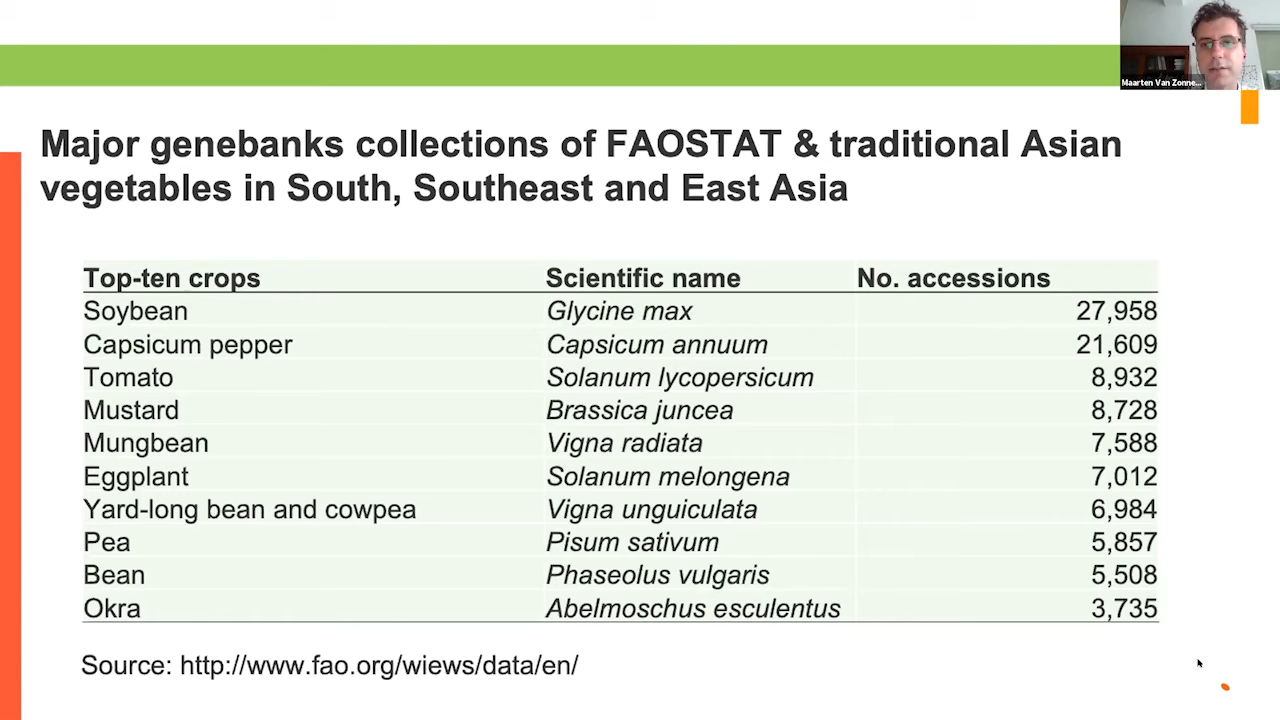 Maarten Van Zonne...
Major genebanks collections of FAOSTAT & traditional Asian
vegetables in South, Southeast and East Asia
Top-ten crops Scientific name No. accessions
Soybean Glycine max 27,958
Capsicum pepper Capsicum annuum 21,609
Tomato Solanum lycopersicum 8,932
Mustard Brassica juncea 8,728
Mungbean Vigna radiata 7,588
Eggplant Solanum melongena 7,012
Yard-long bean and cowpea Vigna unguiculata 6,984
Pea Pisum sativum 5,857
Bean Phaseolus vulgaris 5,508
Okra Abelmoschus esculentus 3,735
Source: http://www.fao.org/wiews/data/en/